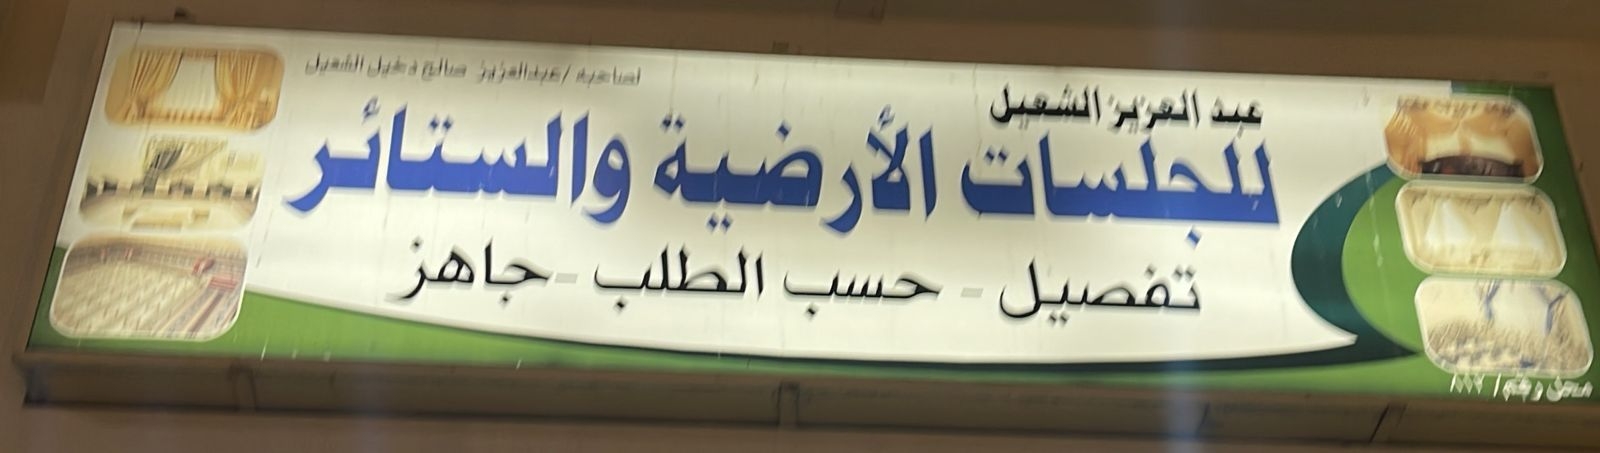 لصاحبه / عبدالعزيز صالح دخيل الشعيل
عبد العزيز الشعيل
للجلسات الأرضية والستائر
تفصيل - حسب الطلب - جاهز